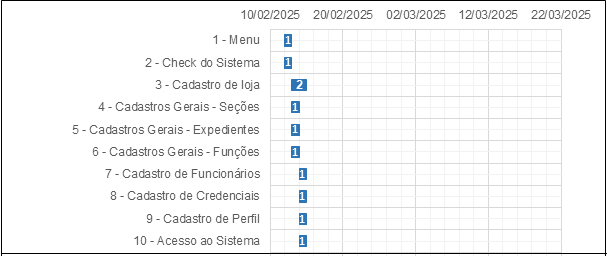 10/02/2025 20/02/2025 02/03/2025 12/03/2025 22/03/2025
1 - Menu 1
2 - Check do Sistema 1
3 - Cadastro de loja 2
4 - Cadastros Gerais - Seções 1
5 - Cadastros Gerais - Expedientes 1
6 - Cadastros Gerais - Funções 1
7 - Cadastro de Funcionários 1
8 - Cadastro de Credenciais 1
9 - Cadastro de Perfil 1
10 - Acesso ao Sistema 1